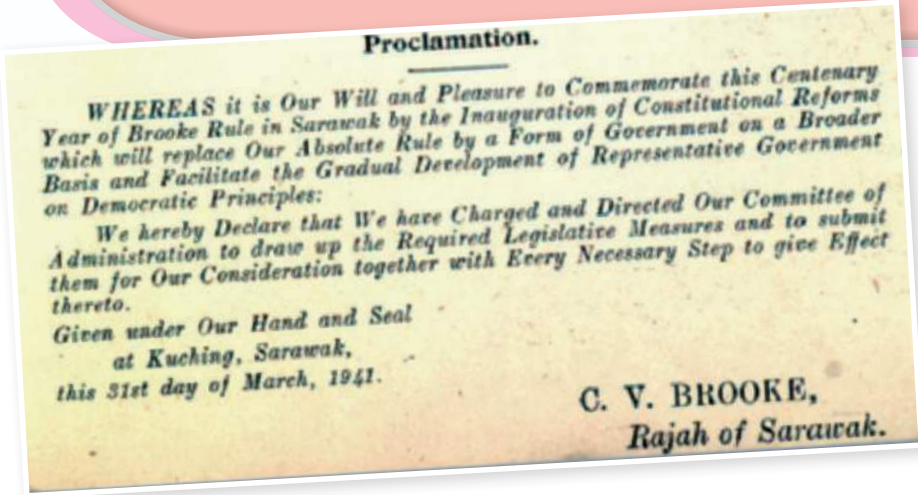 Proclamation.
WHEREAS it is Our Will and Pleasure to Commemorate this Centenary
Year of Brooke Rule in Sarawak by the Inauguration of Constitutional Reforms
which will replace Our Absolute Rule by a Form of Government on a Broader
Basis and Facilitate the Gradual Development of Representative Government
on Democratic Principles:
We hereby Declare that We have Charged and Directed Our Committee of
Administration to draw up the Required Legislative Measures and to submit
them for Our Consideration together with Every Necessary Step to give Effect
thereto.
Given under Our Hand and Seal
at Kuching, Sarawak,
this 31st day of March, 1941.
C. V. BROOKE,
Rajah of Sarawak.